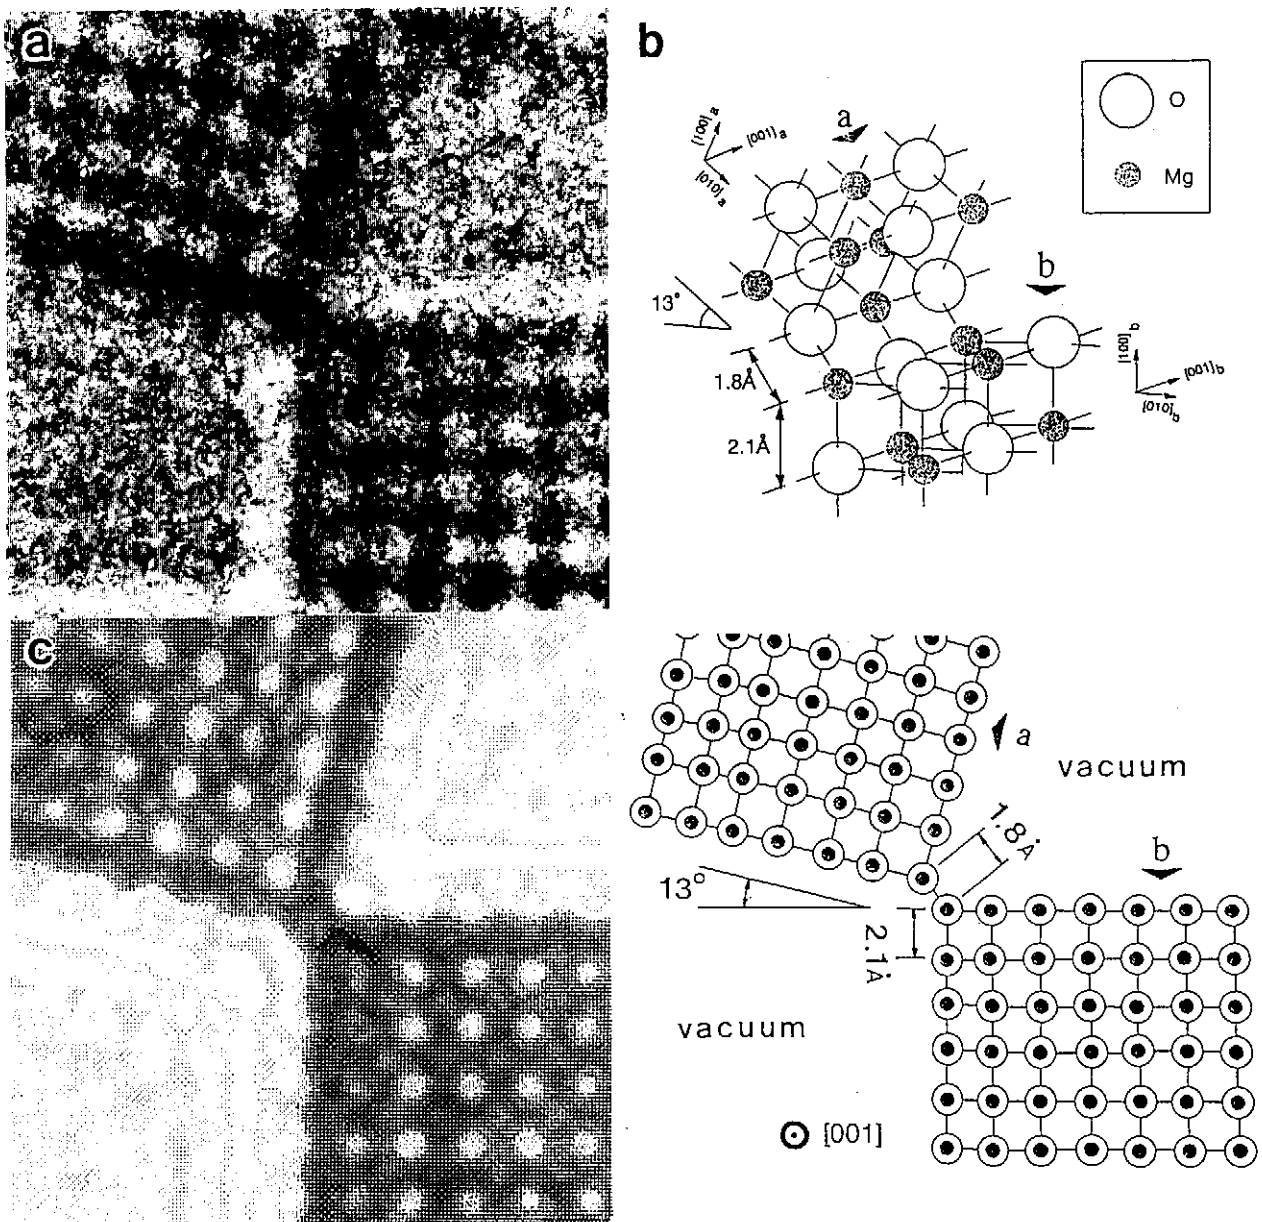 a
b
O
Mg
[100]a
[001]a
[010]a
a
b
13°
1.8Å
2.1Å
[100]b
[001]b
[010]b
c
a
vacuum
1.8Å
b
13°
2.1Å
vacuum
[001]